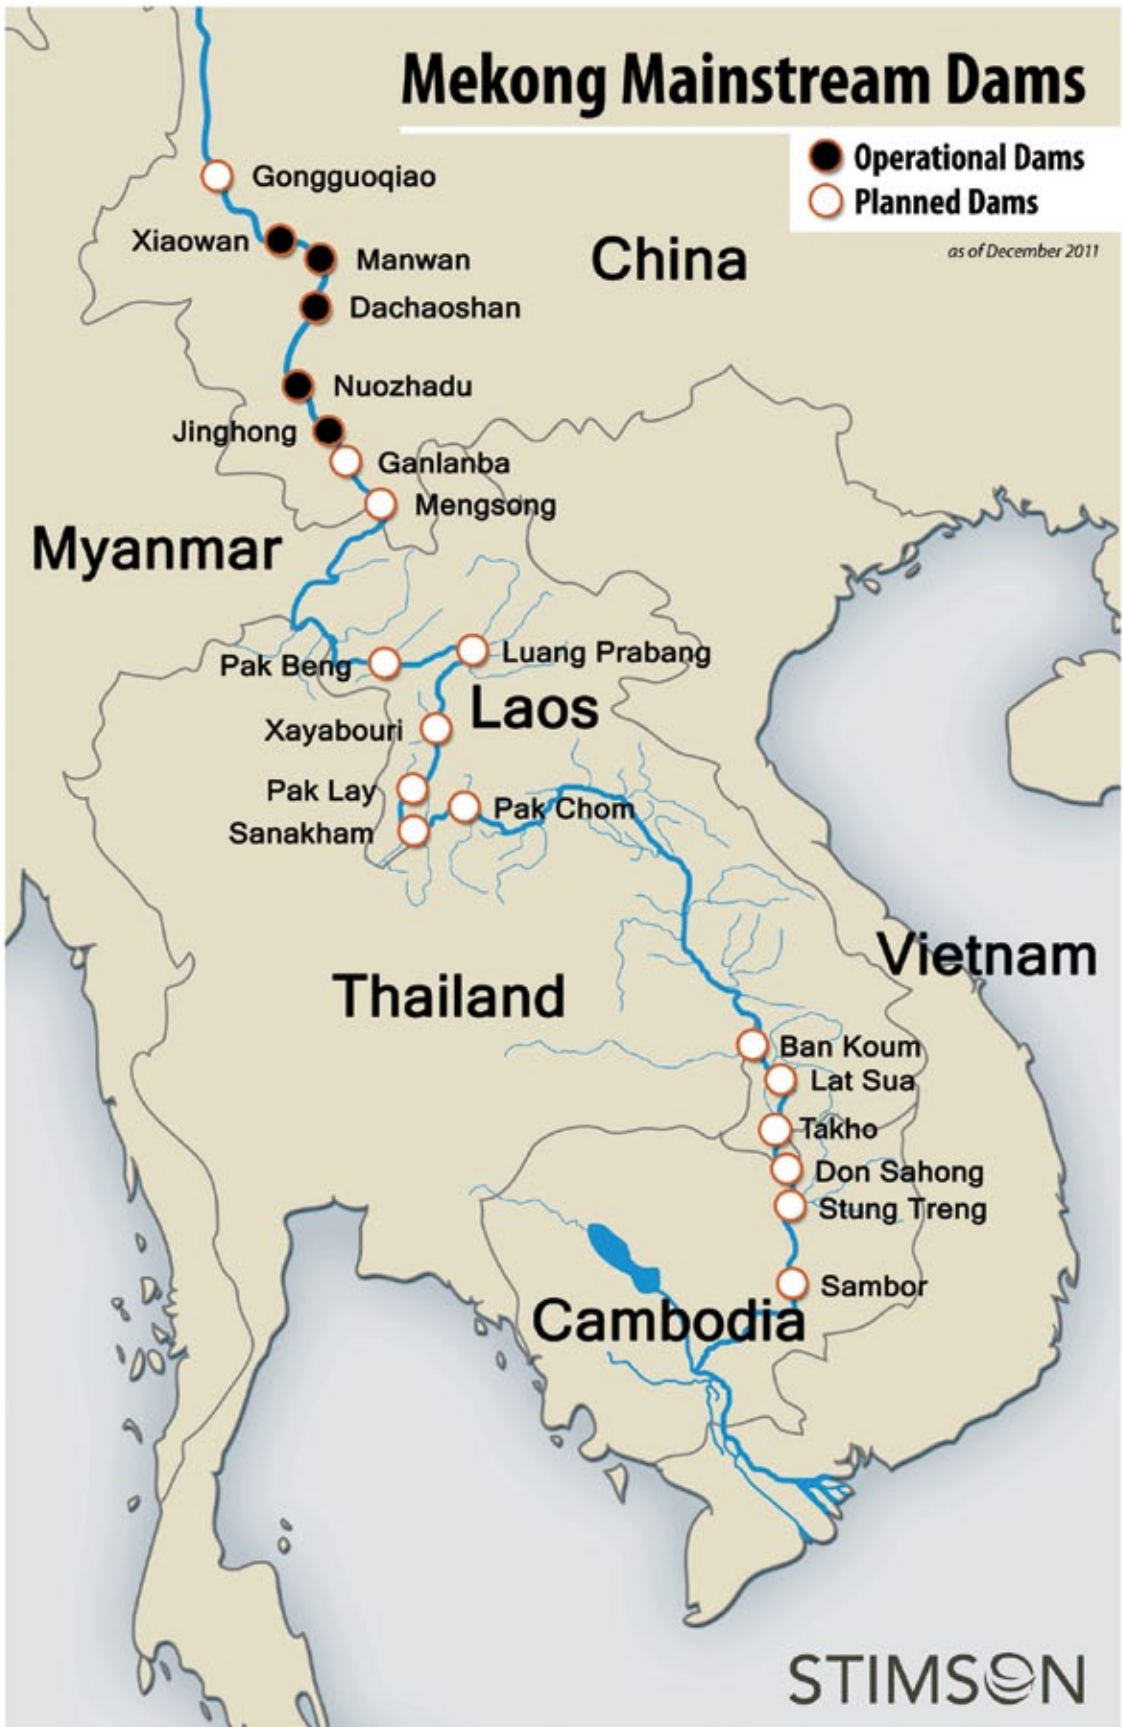 Mekong Mainstream Dams
Operational Dams
Planned Dams
as of December 2011
Gongguoqiao
Xiaowan
Manwan
China
Dachaoshan
Nuozhadu
Jinghong
Ganlanba
Mengsong
Myanmar
Pak Beng
Luang Prabang
Laos
Xayabouri
Pak Lay
Pak Chom
Sanakham
Vietnam
Thailand
Ban Koum
Lat Sua
Takho
Don Sahong
Stung Treng
Sambor
Cambodia
STIMSON